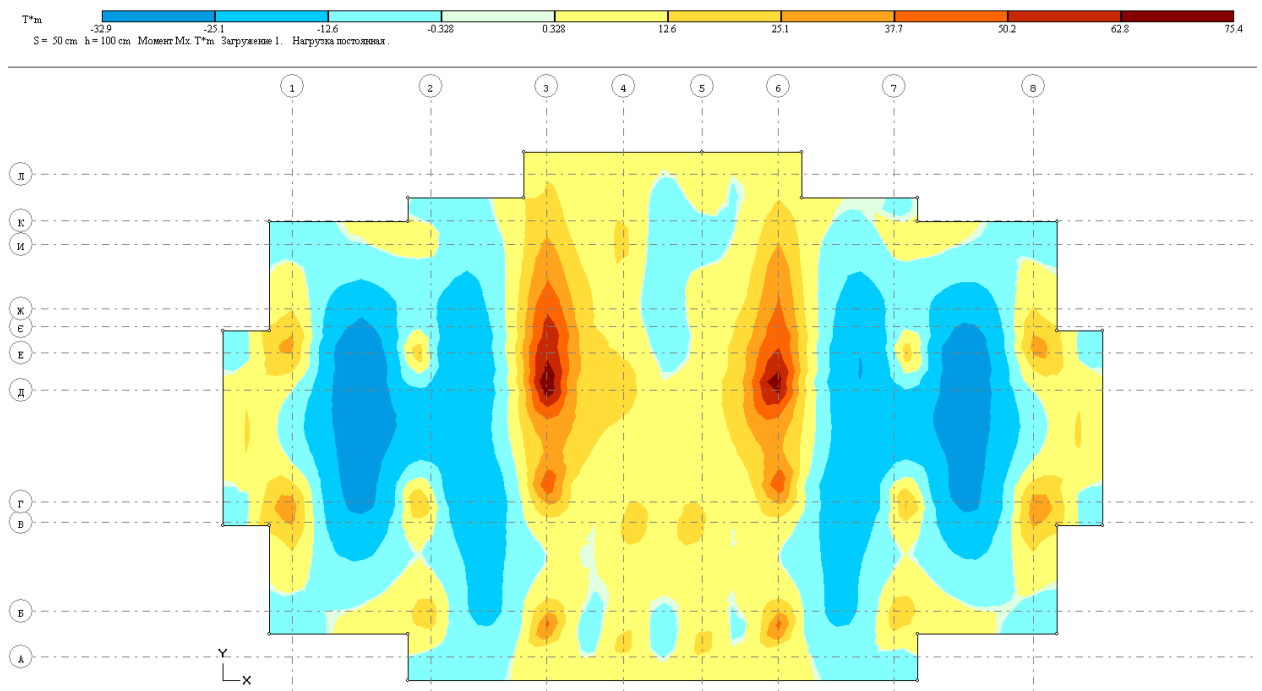 T*m
-32.9 -25.1 -12.6 -0.328 0.328 12.6 25.1 37.7 50.2 62.8 75.4
S = 50 cm h = 100 cm Момент Mx. T*m Загружение 1. Нагрузка постоянная .
1 2 3 4 5 6 7 8
Л
К
И
Ж
Є
Е
Д
Г
В
Б
А
Y
X